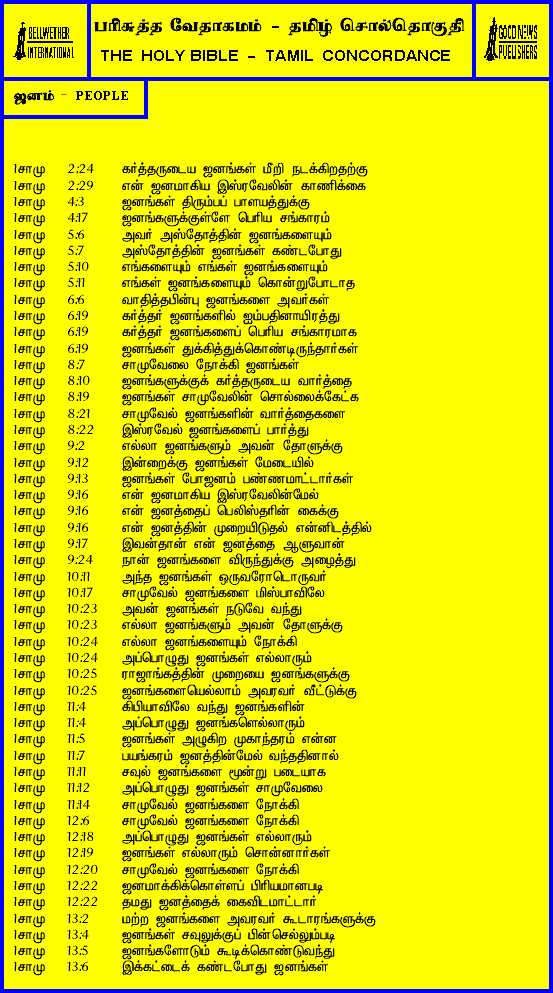 BELLWETHER INTERNATIONAL
பரிசுத்த வேதாகமம் – தமிழ் சொல்தொகுதி
THE HOLY BIBLE – TAMIL CONCORDANCE
GOOD NEWS PUBLISHERS
ஜனம் – PEOPLE
1சாமு 2:24 கர்த்தருடைய ஜனங்கள் மீறி நடக்கிறதற்கு
1சாமு 2:29 என் ஜனமாகிய இஸ்ரவேலின் காணிக்கை
1சாமு 4:3 ஜனங்கள் திரும்பப் பாளயத்துக்கு
1சாமு 4:17 ஜனங்களுக்குள்ளே பெரிய சங்காரம்
1சாமு 5:6 அவர் அஸ்தோத்தின் ஜனங்களையும்
1சாமு 5:7 அஸ்தோத்தின் ஜனங்கள் கண்டபோது
1சாமு 5:10 எங்களையும் எங்கள் ஜனங்களையும்
1சாமு 5:11 எங்கள் ஜனங்களையும் கொன்றுபோடாத
1சாமு 6:6 வாதித்தபின்பு ஜனங்களை அவர்கள்
1சாமு 6:19 கர்த்தர் ஜனங்களில் ஐம்பதினாயிரத்து
1சாமு 6:19 கர்த்தர் ஜனங்களைப் பெரிய சங்காரமாக
1சாமு 6:19 ஜனங்கள் துக்கித்துக்கொண்டிருந்தார்கள்
1சாமு 8:7 சாமுவேலை நோக்கி ஜனங்கள்
1சாமு 8:10 ஜனங்களுக்குக் கர்த்தருடைய வார்த்தை
1சாமு 8:19 ஜனங்கள் சாமுவேலின் சொல்லைக்கேட்க
1சாமு 8:21 சாமுவேல் ஜனங்களின் வார்த்தைகளை
1சாமு 8:22 இஸ்ரவேல் ஜனங்களைப் பார்த்து
1சாமு 9:2 எல்லா ஜனங்களும் அவன் தோளுக்கு
1சாமு 9:12 இன்றைக்கு ஜனங்கள் மேடையில்
1சாமு 9:13 ஜனங்கள் போஜனம் பண்ணமாட்டார்கள்
1சாமு 9:16 என் ஜனமாகிய இஸ்ரவேலின்மேல்
1சாமு 9:16 என் ஜனத்தைப் பெலிஸ்தரின் கைக்கு
1சாமு 9:16 என் ஜனத்தின் முறையிடுதல் என்னிடத்தில்
1சாமு 9:17 இவன்தான் என் ஜனத்தை ஆளுவான்
1சாமு 9:24 நான் ஜனங்களை விருந்துக்கு அழைத்து
1சாமு 10:11 அந்த ஜனங்கள் ஒருவரோடொருவர்
1சாமு 10:17 சாமுவேல் ஜனங்களை மிஸ்பாவிலே
1சாமு 10:23 அவன் ஜனங்கள் நடுவே வந்து
1சாமு 10:23 எல்லா ஜனங்களும் அவன் தோளுக்கு
1சாமு 10:24 எல்லா ஜனங்களையும் நோக்கி
1சாமு 10:24 அப்பொழுது ஜனங்கள் எல்லாரும்
1சாமு 10:25 ராஜாங்கத்தின் முறையை ஜனங்களுக்கு
1சாமு 10:25 ஜனங்களையெல்லாம் அவரவர் வீட்டுக்கு
1சாமு 11:4 கிபியாவிலே வந்து ஜனங்களின்
1சாமு 11:4 அப்பொழுது ஜனங்களெல்லாரும்
1சாமு 11:5 ஜனங்கள் அழுகிற முகாந்தரம் என்ன
1சாமு 11:7 பயங்கரம் ஜனத்தின்மேல் வந்ததினால்
1சாமு 11:11 சவுல் ஜனங்களை மூன்று படையாக
1சாமு 11:12 அப்பொழுது ஜனங்கள் சாமுவேலை
1சாமு 11:14 சாமுவேல் ஜனங்களை நோக்கி
1சாமு 12:6 சாமுவேல் ஜனங்களை நோக்கி
1சாமு 12:18 அப்பொழுது ஜனங்கள் எல்லாரும்
1சாமு 12:19 ஜனங்கள் எல்லாரும் சொன்னார்கள்
1சாமு 12:20 சாமுவேல் ஜனங்களை நோக்கி
1சாமு 12:22 ஜனமாக்கிக்கொள்ளப் பிரியமானபடி
1சாமு 12:22 தமது ஜனத்தைக் கைவிடமாட்டார்
1சாமு 13:2 மற்ற ஜனங்களை அவரவர் கூடாரங்களுக்கு
1சாமு 13:4 ஜனங்கள் சவுலுக்குப் பின்செல்லும்படி
1சாமு 13:5 ஜனங்களோடும் கூடிக்கொண்டுவந்து
1சாமு 13:6 இக்கட்டைக் கண்டபோது ஜனங்கள்